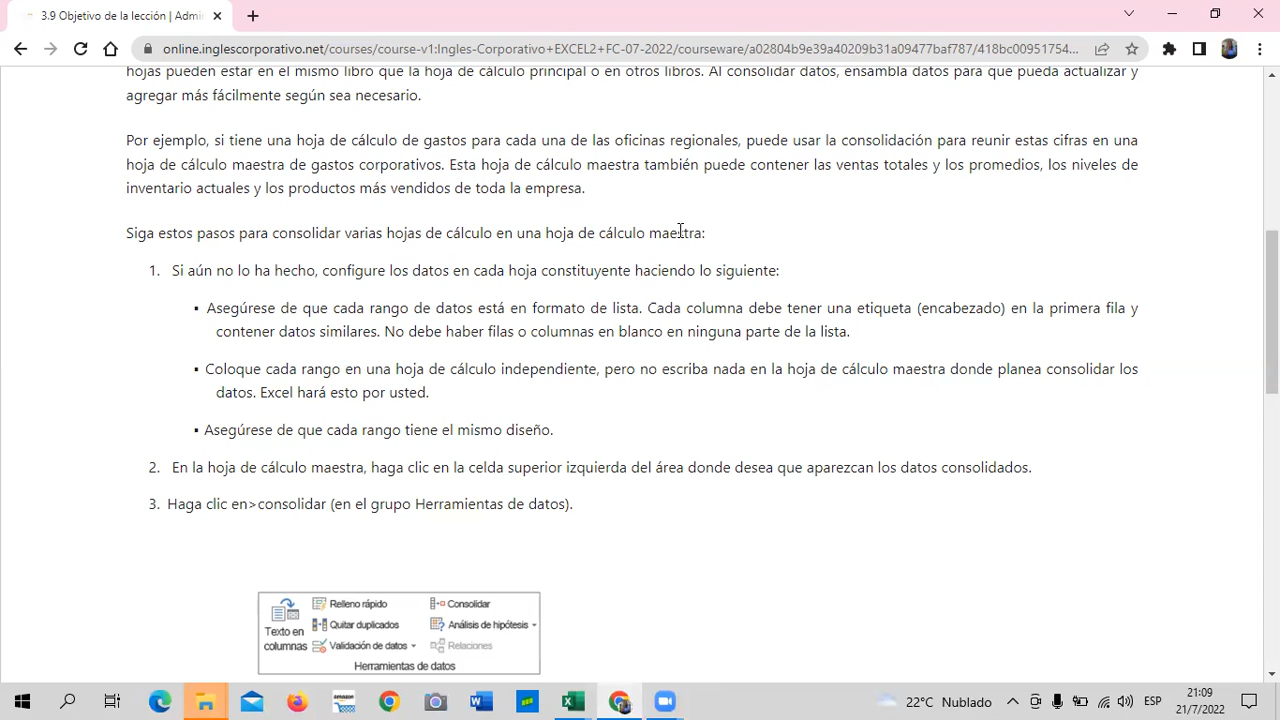 3.9 Objetivo de la lección | Admi
online.inglescorporativo.net/courses/course-v1:Ingles-Corporativo+EXCEL2+FC-07-2022/courseware/a02804b9e39a40209b31a09477baf787/418bc00951754...
hojas pueden estar en el mismo libro que la hoja de cálculo principal o en otros libros. Al consolidar datos, ensambla datos para que pueda actualizar y
agregar más fácilmente según sea necesario.
Por ejemplo, si tiene una hoja de cálculo de gastos para cada una de las oficinas regionales, puede usar la consolidación para reunir estas cifras en una
hoja de cálculo maestra de gastos corporativos. Esta hoja de cálculo maestra también puede contener las ventas totales y los promedios, los niveles de
inventario actuales y los productos más vendidos de toda la empresa.
Siga estos pasos para consolidar varias hojas de cálculo en una hoja de cálculo maestra:
1. Si aún no lo ha hecho, configure los datos en cada hoja constituyente haciendo lo siguiente:
▪ Asegúrese de que cada rango de datos está en formato de lista. Cada columna debe tener una etiqueta (encabezado) en la primera fila y
contener datos similares. No debe haber filas o columnas en blanco en ninguna parte de la lista.
▪ Coloque cada rango en una hoja de cálculo independiente, pero no escriba nada en la hoja de cálculo maestra donde planea consolidar los
datos. Excel hará esto por usted.
▪ Asegúrese de que cada rango tiene el mismo diseño.
2. En la hoja de cálculo maestra, haga clic en la celda superior izquierda del área donde desea que aparezcan los datos consolidados.
3. Haga clic en>consolidar (en el grupo Herramientas de datos).
Relleno rápido
Consolidar
Texto en
columnas
Quitar duplicados
Análisis de hipótesis
Validación de datos
Relaciones
Herramientas de datos
amazon
22°C Nublado
ESP
21:09
21/7/2022